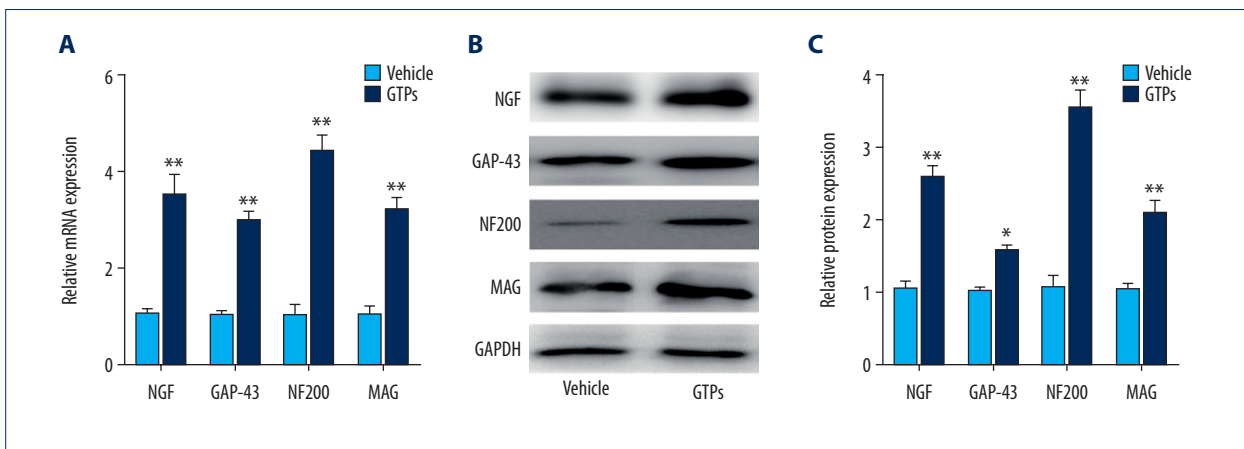 A
Relative mRNA expression
6
4
2
0
Vehicle
GTPs
**
**
**
**
NGF GAP-43 NF200 MAG
B
NGF
GAP-43
NF200
MAG
GAPDH
Vehicle GTPs
C
Relative protein expression
4
3
2
1
0
Vehicle
GTPs
**
*
**
**
NGF GAP-43 NF200 MAG